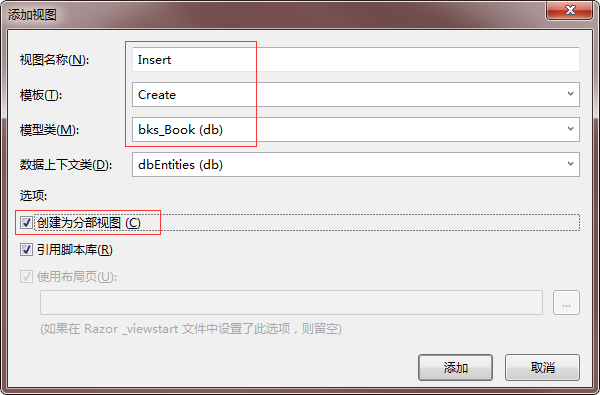 添加视图
视图名称(N): Insert
模板(T): Create
模型类(M): bks_Book (db)
数据上下文类(D): dbEntities (db)
选项:
创建为分部视图 (C)
引用脚本库(R)
使用布局页(U):
...
(如果在 Razor _viewstart 文件中设置了此选项，则留空)
添加 取消